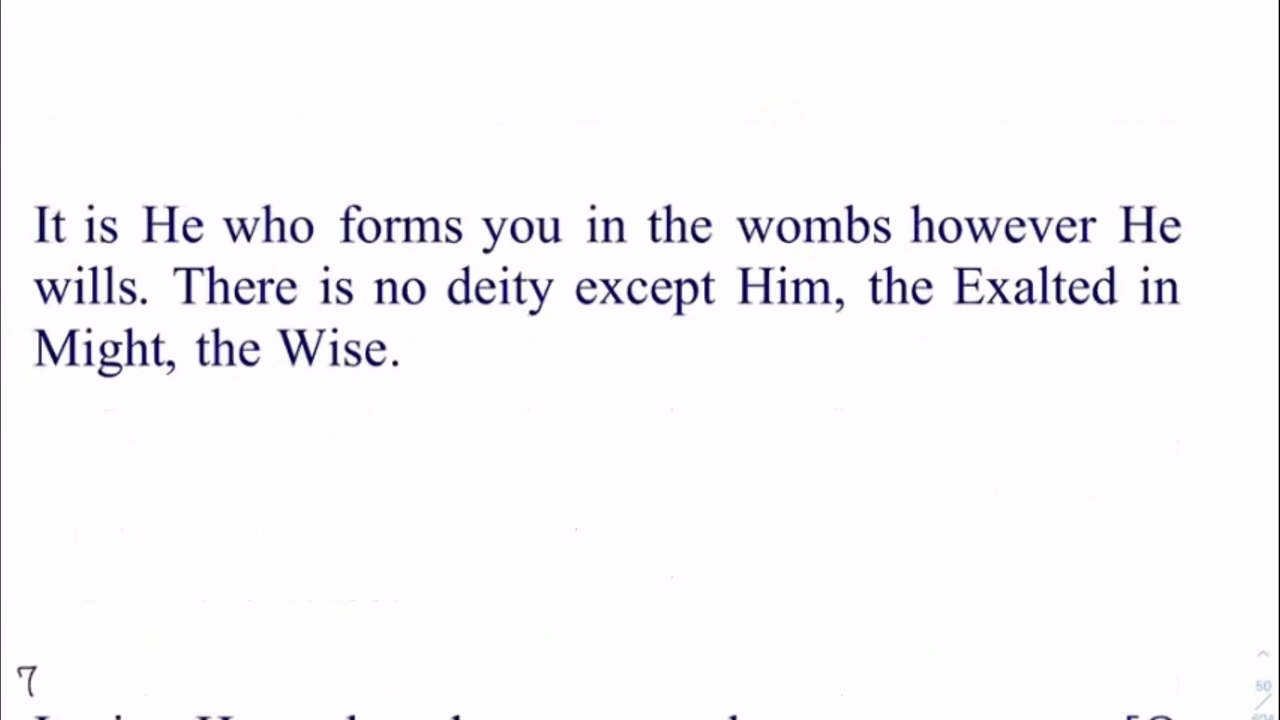 It is He who forms you in the wombs however He
wills. There is no deity except Him, the Exalted in
Might, the Wise.
7
50